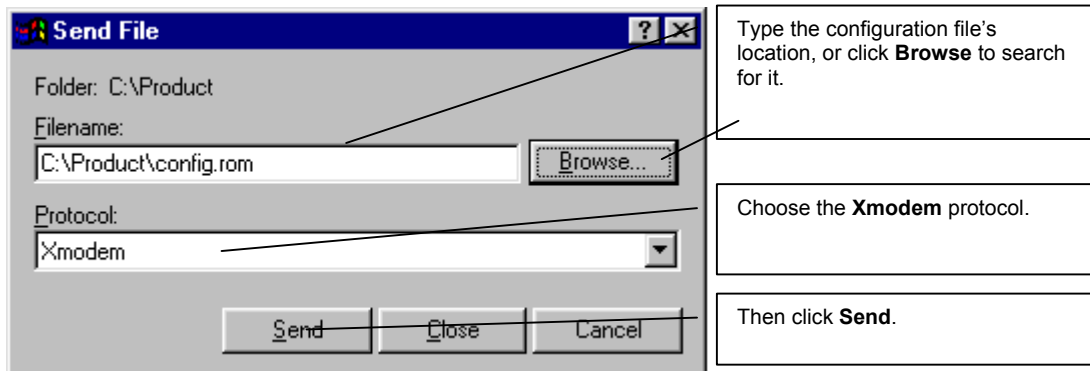 Send File
Folder: C:\Product
Filename:
C:\Product\config.rom
Browse...
Protocol:
Xmodem
Send
Close
Cancel
Type the configuration file's
location, or click Browse to search
for it.
Choose the Xmodem protocol.
Then click Send.